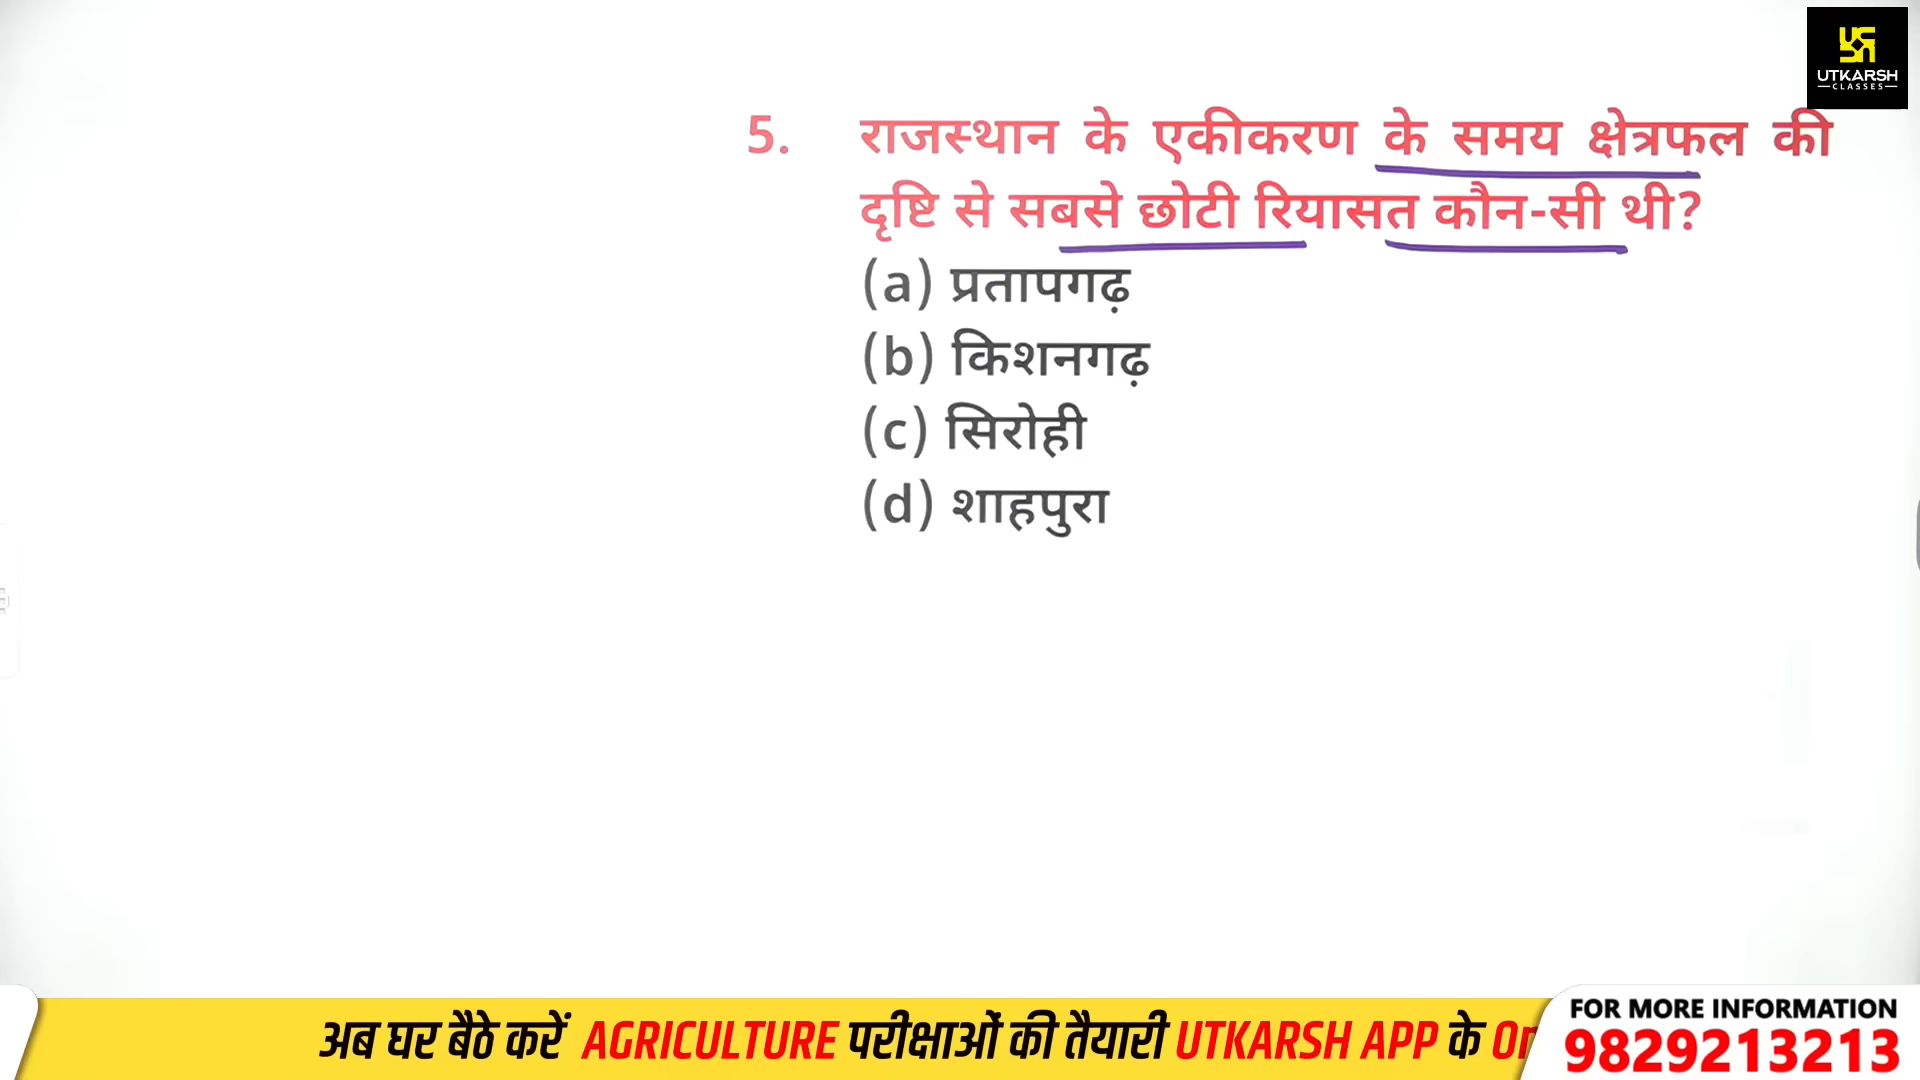 UTKARSH
CLASSES
5. राजस्थान के एकीकरण के समय क्षेत्रफल की
दृष्टि से सबसे छोटी रियासत कौन-सी थी?
(a) प्रतापगढ़
(b) किशनगढ़
(c) सिरोही
(d) शाहपुरा
अब घर बैठे करें AGRICULTURE परीक्षाओं की तैयारी UTKARSH APP के
FOR MORE INFORMATION
9829213213